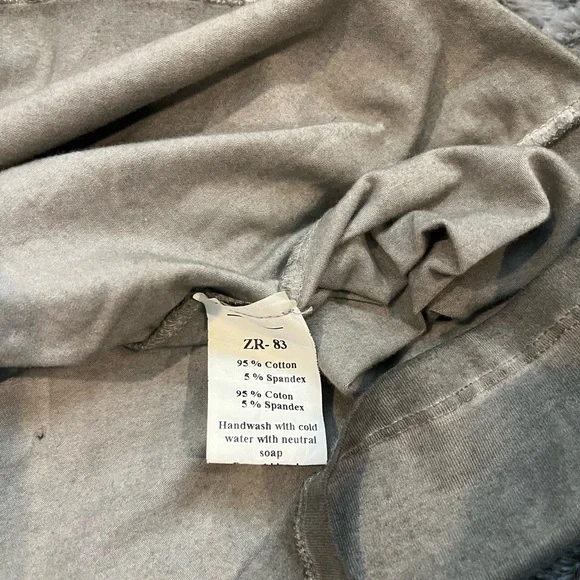 ZR- 83
95 % Cotton
5 % Spandex
95 % Coton
5 % Spandex
Handwash with cold
water with neutral
soap